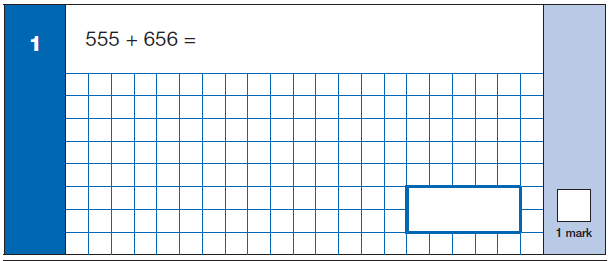 1
555 + 656 =
1 mark